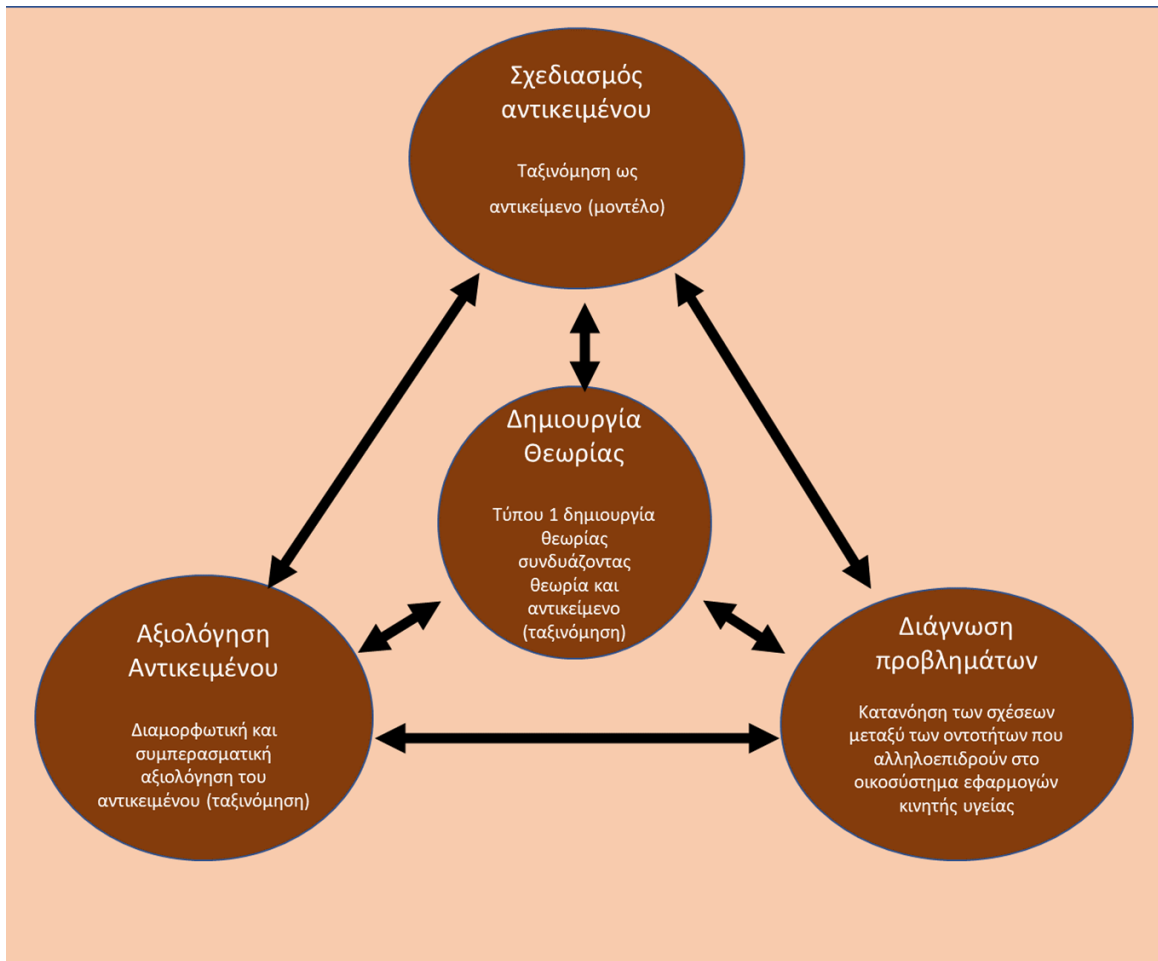 Σχεδιασμός
αντικειμένου
Ταξινόμηση ως
αντικείμενο (μοντέλο)
Δημιουργία
Θεωρίας
Τύπου 1 δημιουργία
θεωρίας
συνδυάζοντας
θεωρία και
αντικείμενο
(ταξινόμηση)
Αξιολόγηση
Αντικειμένου
Διαμορφωτική και
συμπερασματική
αξιολόγηση του
αντικειμένου (ταξινόμηση)
Διάγνωση
προβλημάτων
Κατανόηση των σχέσεων
μεταξύ των οντοτήτων που
αλληλοεπιδρούν στο
οικοσύστημα εφαρμογών
κινητής υγείας